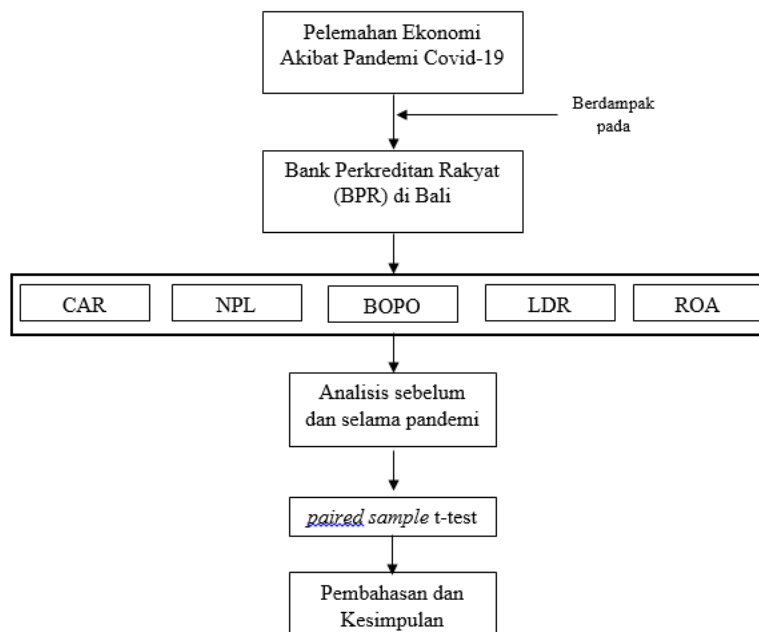 Pelemahan Ekonomi
Akibat Pandemi Covid-19
Berdampak
pada
Bank Perkreditan Rakyat
(BPR) di Bali
CAR
NPL
BOPO
LDR
ROA
Analisis sebelum
dan selama pandemi
paired sample t-test
Pembahasan dan
Kesimpulan